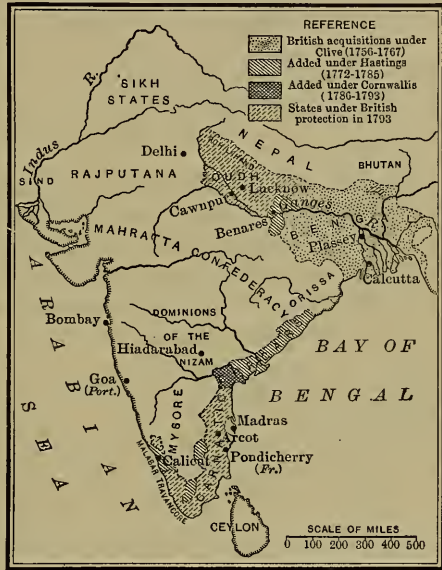 REFERENCE
British acquisitions under
Clive (1756-1767)
Added under Hastings
(1772-1785)
Added under Cornwallis
(1786-1793)
States under British
protection in 1793
SIKH
STATES
Indus R.
SIND
RAJPUTANA
Delhi
NEPAL
BHUTAN
OUDH
Lucknow
Cawnpur
Benares
Ganges
BENGAL
Plassey
Calcutta
MAHRATTA CONFEDERACY
ORISSA
DOMINIONS
OF THE
NIZAM
Bombay
Hiadarabad
Goa
(Port.)
ARABIAN SEA
BAY OF
BENGAL
MYSORE
CARNATIC
Madras
Arcot
Pondicherry
(Fr.)
Calicut
MALABAR
TRAVANCORE
CEYLON
SCALE OF MILES
0 100 200 300 400 500